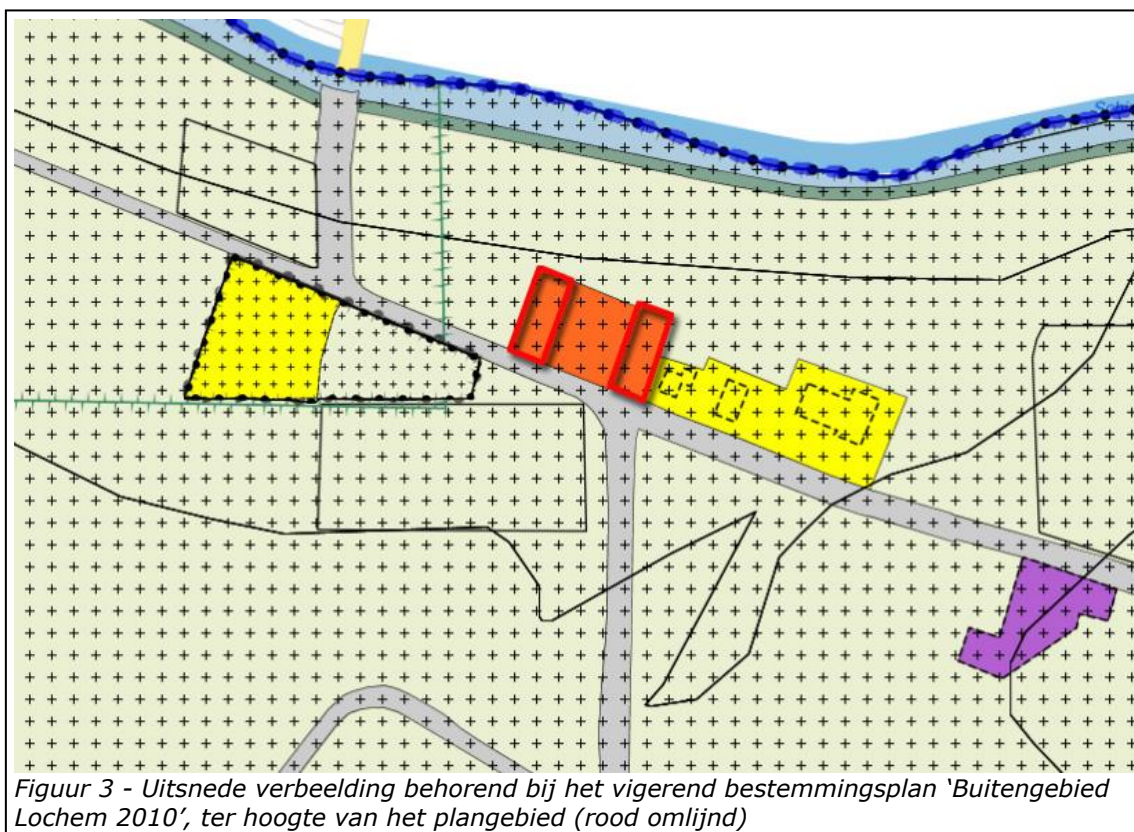 Figuur 3 - Uitsnede verbeelding behorend bij het vigerend bestemmingsplan ‘Buitengebied
Lochem 2010’, ter hoogte van het plangebied (rood omlijnd)